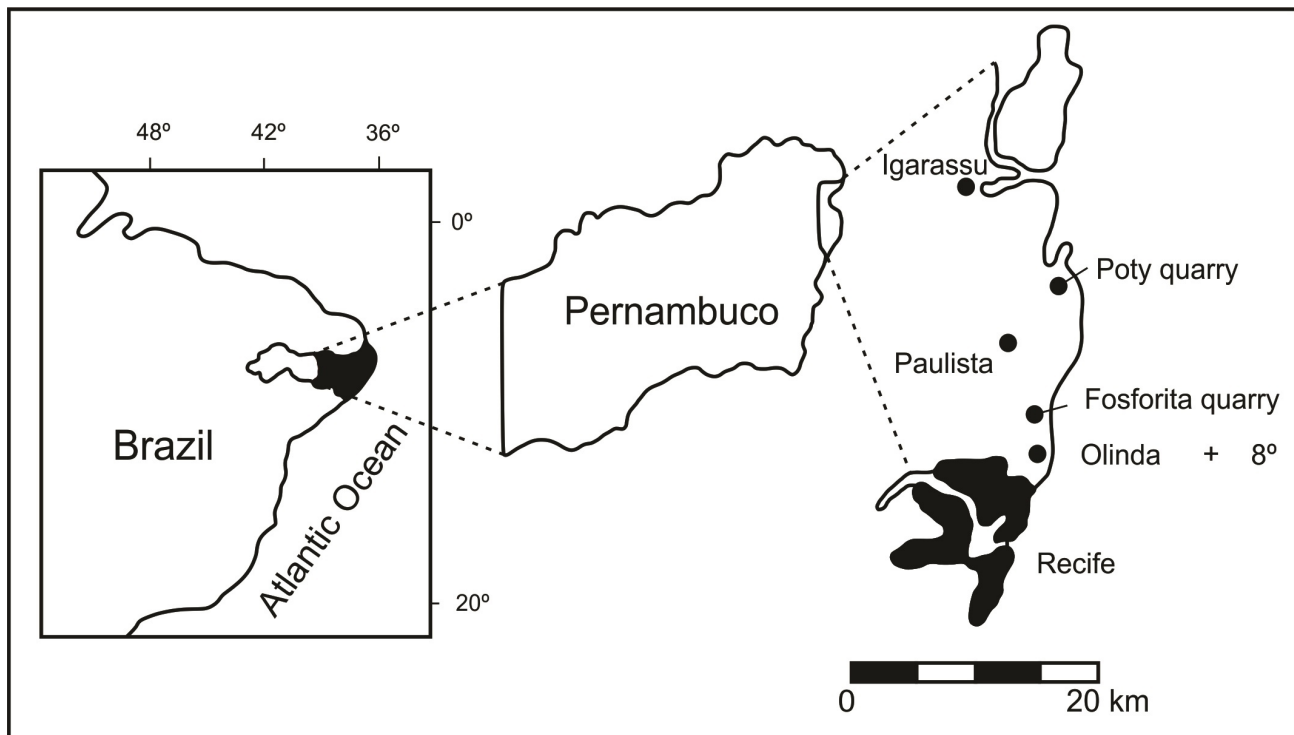 48º 42º 36º
0º
20º
Brazil
Atlantic Ocean
Pernambuco
Igarassu
Poty quarry
Paulista
Fosforita quarry
Olinda + 8º
Recife
0 20 km